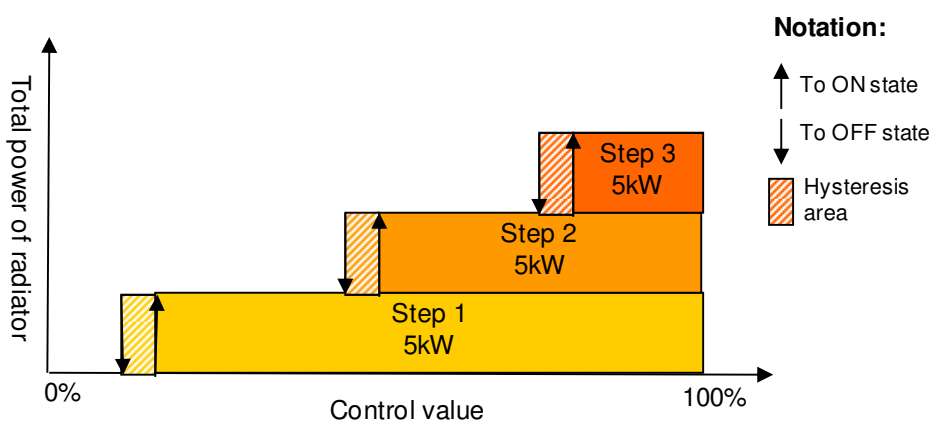 Notation:
To ON state
To OFF state
Hysteresis
area
Total power of radiator
Step 3
5kW
Step 2
5kW
Step 1
5kW
0%
100%
Control value